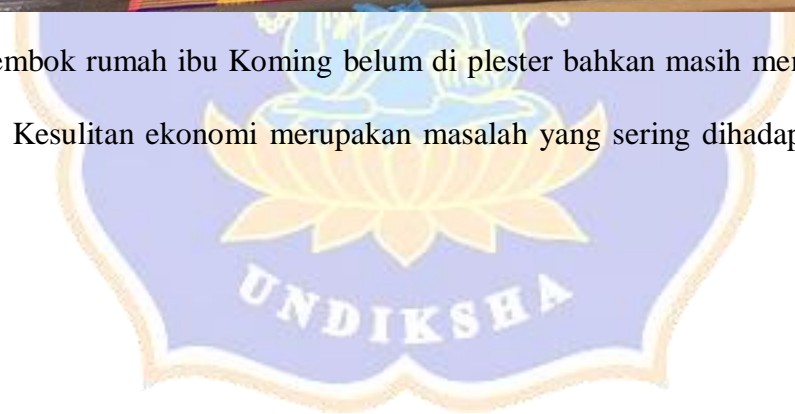 embok rumah ibu Koming belum di plester bahkan masih mer
Kesulitan ekonomi merupakan masalah yang sering dihadap
UNDIKSHA